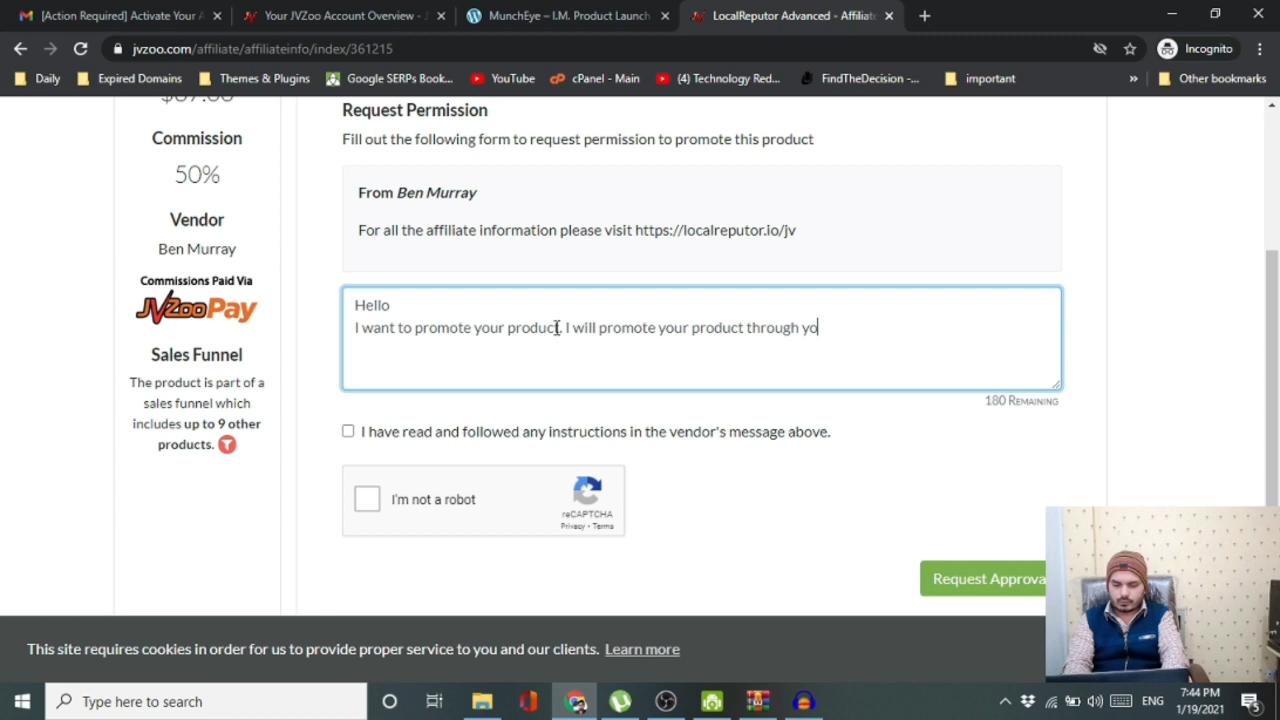 [Action Required] Activate Your A
Your JVZoo Account Overview - J
MunchEye – I.M. Product Launch
LocalReputor Advanced - Affiliate
jvzoo.com/affiliate/affiliateinfo/index/361215
Incognito
Daily
Expired Domains
Themes & Plugins
Google SERPs Book...
YouTube
cPanel - Main
(4) Technology Red...
FindTheDecision -...
important
Other bookmarks
Commission
50%
Vendor
Ben Murray
Commissions Paid Via
JVZooPay
Sales Funnel
The product is part of a
sales funnel which
includes up to 9 other
products.
Request Permission
Fill out the following form to request permission to promote this product
From Ben Murray
For all the affiliate information please visit https://localreputor.io/jv
Hello
I want to promote your product. I will promote your product through yo
180 REMAINING
I have read and followed any instructions in the vendor's message above.
I'm not a robot
reCAPTCHA
Privacy - Terms
Request Approva
This site requires cookies in order for us to provide proper service to you and our clients. Learn more
Type here to search
ENG
7:44 PM
1/19/2021
5